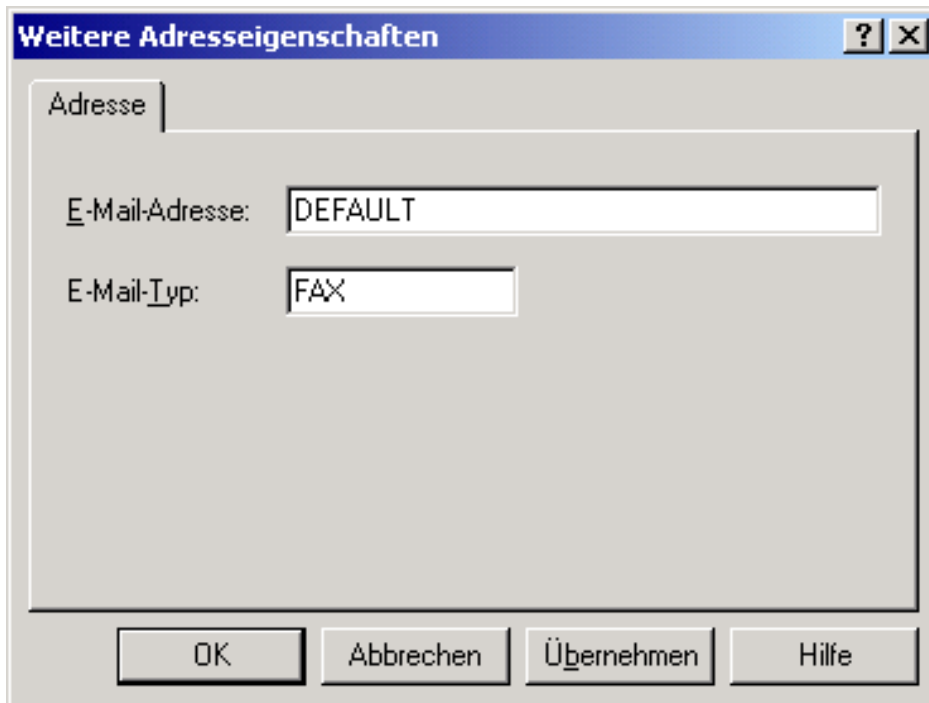 Weitere Adresseigenschaften
Adresse
E-Mail-Adresse: DEFAULT
E-Mail-Typ: FAX
OK Abbrechen Übernehmen Hilfe